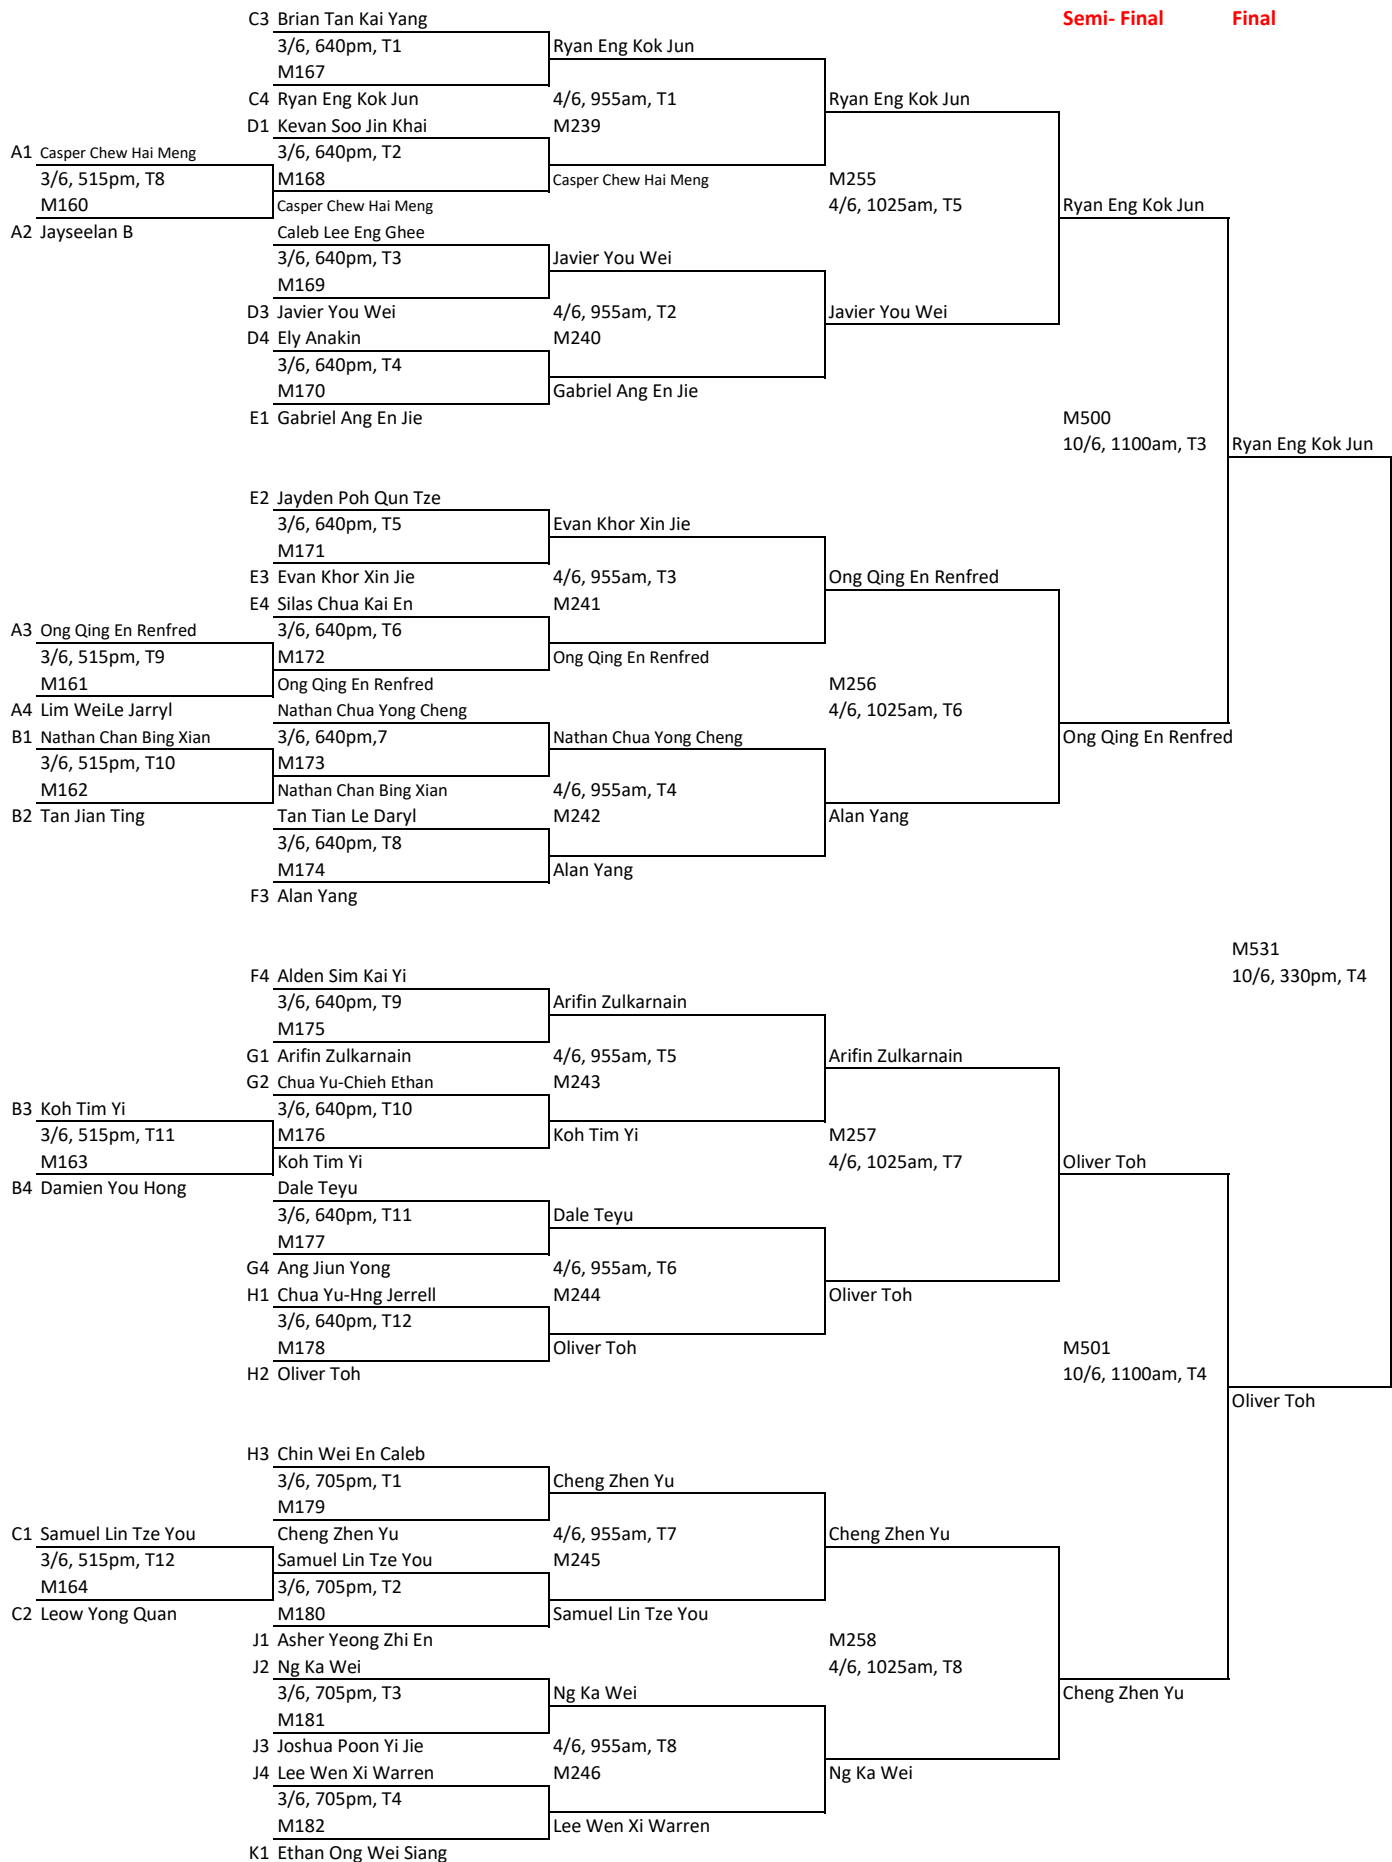 C3 Brian Tan Kai Yang Semi- Final Final
3/6, 640pm, T1 Ryan Eng Kok Jun
M167
C4 Ryan Eng Kok Jun 4/6, 955am, T1 Ryan Eng Kok Jun
D1 Kevan Soo Jin Khai M239
A1 Casper Chew Hai Meng 3/6, 640pm, T2
3/6, 515pm, T8 M168 Casper Chew Hai Meng M255
M160 Casper Chew Hai Meng 4/6, 1025am, T5 Ryan Eng Kok Jun
A2 Jayseelan B Caleb Lee Eng Ghee
3/6, 640pm, T3 Javier You Wei
M169
D3 Javier You Wei 4/6, 955am, T2 Javier You Wei
D4 Ely Anakin M240
3/6, 640pm, T4
M170 Gabriel Ang En Jie
E1 Gabriel Ang En Jie M500
10/6, 1100am, T3 Ryan Eng Kok Jun
E2 Jayden Poh Qun Tze
3/6, 640pm, T5 Evan Khor Xin Jie
M171
E3 Evan Khor Xin Jie 4/6, 955am, T3 Ong Qing En Renfred
E4 Silas Chua Kai En M241
A3 Ong Qing En Renfred 3/6, 640pm, T6
3/6, 515pm, T9 M172 Ong Qing En Renfred
M161 Ong Qing En Renfred M256
A4 Lim WeiLe Jarryl Nathan Chua Yong Cheng 4/6, 1025am, T6
B1 Nathan Chan Bing Xian 3/6, 640pm,7 Nathan Chua Yong Cheng Ong Qing En Renfred
3/6, 515pm, T10 M173
M162 Nathan Chan Bing Xian 4/6, 955am, T4
B2 Tan Jian Ting Tan Tian Le Daryl M242 Alan Yang
3/6, 640pm, T8
M174 Alan Yang
F3 Alan Yang
M531
F4 Alden Sim Kai Yi 10/6, 330pm, T4
3/6, 640pm, T9 Arifin Zulkarnain
M175
G1 Arifin Zulkarnain 4/6, 955am, T5 Arifin Zulkarnain
G2 Chua Yu-Chieh Ethan M243
B3 Koh Tim Yi 3/6, 640pm, T10
3/6, 515pm, T11 M176 Koh Tim Yi M257
M163 Koh Tim Yi 4/6, 1025am, T7 Oliver Toh
B4 Damien You Hong Dale Teyu
3/6, 640pm, T11 Dale Teyu
M177
G4 Ang Jiun Yong 4/6, 955am, T6
H1 Chua Yu-Hng Jerrell M244 Oliver Toh
3/6, 640pm, T12
M178 Oliver Toh M501
H2 Oliver Toh 10/6, 1100am, T4
Oliver Toh
H3 Chin Wei En Caleb
3/6, 705pm, T1 Cheng Zhen Yu
M179
C1 Samuel Lin Tze You Cheng Zhen Yu 4/6, 955am, T7 Cheng Zhen Yu
3/6, 515pm, T12 Samuel Lin Tze You M245
M164 3/6, 705pm, T2
C2 Leow Yong Quan M180 Samuel Lin Tze You
J1 Asher Yeong Zhi En M258
J2 Ng Ka Wei 4/6, 1025am, T8
3/6, 705pm, T3 Ng Ka Wei Cheng Zhen Yu
M181
J3 Joshua Poon Yi Jie 4/6, 955am, T8
J4 Lee Wen Xi Warren M246 Ng Ka Wei
3/6, 705pm, T4
M182 Lee Wen Xi Warren
K1 Ethan Ong Wei Siang